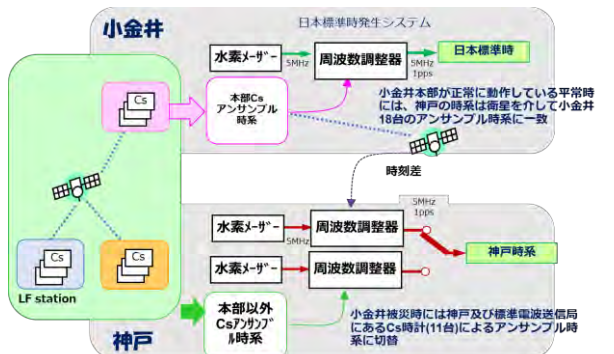 小金井
日本標準時発生システム
水素ﾒｰｻﾞｰ
5MHz
周波数調整器
5MHz
1pps
日本標準時
Cs
本部Cs
アンサンブル
時系
小金井本部が正常に動作している平常時
には、神戸の時系は衛星を介して小金井
18台のアンサンブル時系に一致
時刻差
水素ﾒｰｻﾞｰ
5MHz
周波数調整器
5MHz
1pps
神戸時系
水素ﾒｰｻﾞｰ
周波数調整器
Cs
Cs
LF station
本部以外
Csｱﾝｻﾝﾌﾞ
ﾙ時系
小金井被災時には神戸及び標準電波送信局
にあるCs時計(11台)によるアンサンブル時
系に切替
神戸